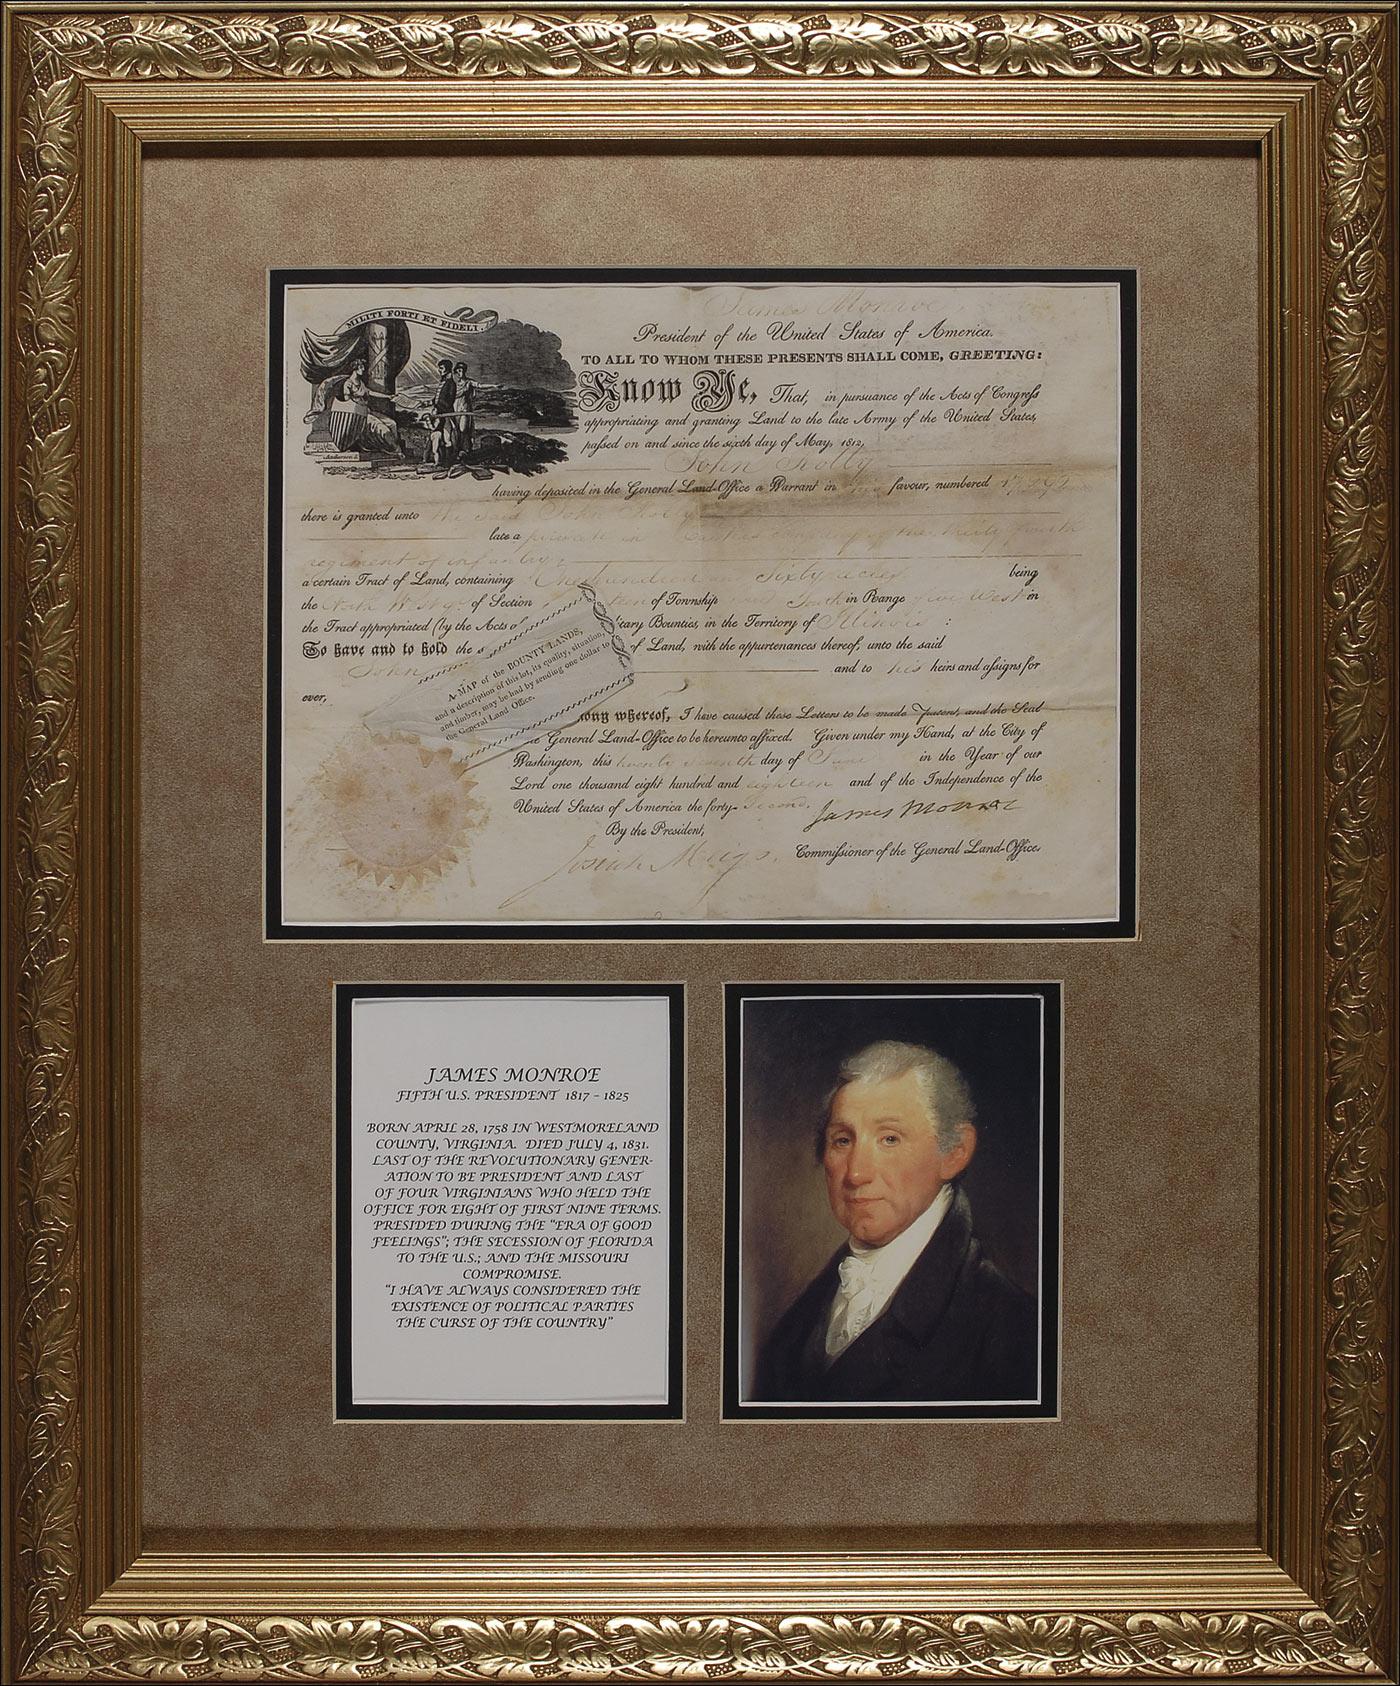 MILITI FORTI ET FIDELI.
Anderson S.
James Monroe
President of the United States of America.
TO ALL TO WHOM THESE PRESENTS SHALL COME, GREETING:
Know Ye, That, in pursuance of the Acts of Congress
appropriating and granting Land to the late Army of the United States,
passed on and since the sixth day of May, 1812,
John
having deposited in the General Land-Office a Warrant in his favour, numbered
there is granted unto the said John
late a private in company of the thirty fourth
regiment of infantry,
a certain Tract of Land, containing One hundred and Sixty acres being
the North West qr. of Section of Township South in Range five West in
the Tract appropriated (by the Acts of tary Bounties, in the Territory of Illinois :
To have and to hold the s of Land, with the appurtenances thereof, unto the said
John and to his heirs and assigns for
ever,
A MAP of the BOUNTY LANDS,
and a description of this lot, its quality, situation,
and timber, may be had by sending one dollar to
the General Land Office.
mony whereof, I have caused these Letters to be made Patent, and the Seal
General Land-Office to be hereunto affixed. Given under my Hand, at the City of
Washington, this twenty seventh day of June in the Year of our
Lord one thousand eight hundred and eighteen and of the Independence of the
United States of America the forty-second.
James Monroe
By the President,
Josiah Meigs, Commissioner of the General Land-Office.
JAMES MONROE
FIFTH U.S. PRESIDENT 1817 - 1825
BORN APRIL 28, 1758 IN WESTMORELAND
COUNTY, VIRGINIA. DIED JULY 4, 1831.
LAST OF THE REVOLUTIONARY GENER-
ATION TO BE PRESIDENT AND LAST
OF FOUR VIRGINIANS WHO HELD THE
OFFICE FOR EIGHT OF FIRST NINE TERMS.
PRESIDED DURING THE "ERA OF GOOD
FEELINGS"; THE SECESSION OF FLORIDA
TO THE U.S.; AND THE MISSOURI
COMPROMISE.
"I HAVE ALWAYS CONSIDERED THE
EXISTENCE OF POLITICAL PARTIES
THE CURSE OF THE COUNTRY"